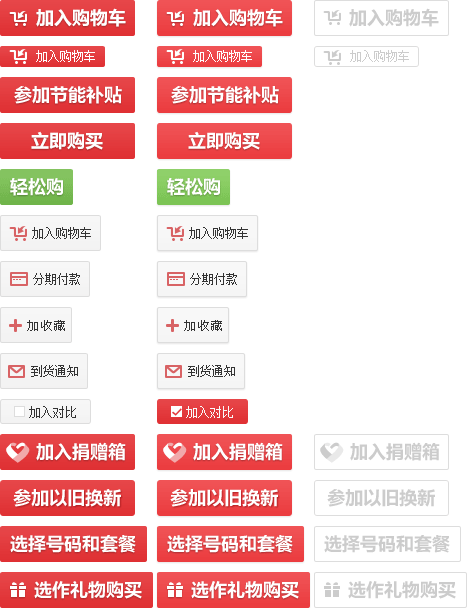 加入购物车 加入购物车 加入购物车
加入购物车 加入购物车 加入购物车
参加节能补贴 参加节能补贴
立即购买 立即购买
轻松购 轻松购
加入购物车 加入购物车
分期付款 分期付款
加收藏 加收藏
到货通知 到货通知
加入对比 加入对比
加入捐赠箱 加入捐赠箱 加入捐赠箱
参加以旧换新 参加以旧换新 参加以旧换新
选择号码和套餐 选择号码和套餐 选择号码和套餐
选作礼物购买 选作礼物购买 选作礼物购买